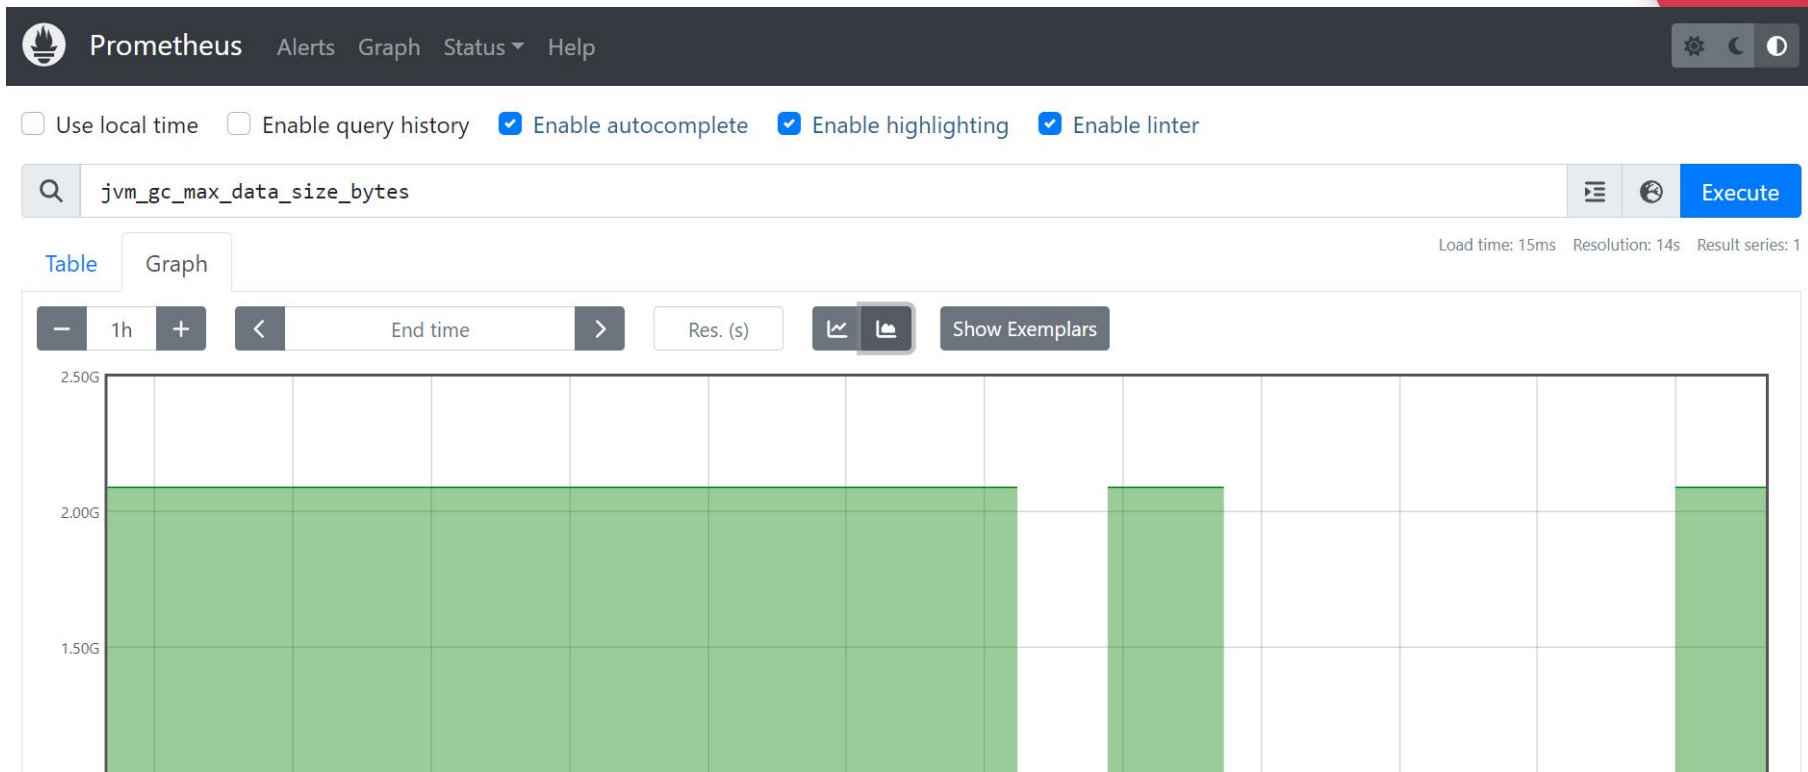 Prometheus Alerts Graph Status Help
Use local time Enable query history Enable autocomplete Enable highlighting Enable linter
jvm_gc_max_data_size_bytes Execute
Load time: 15ms Resolution: 14s Result series: 1
Table Graph
1h End time Res. (s) Show Exemplars
2.50G
2.00G
1.50G